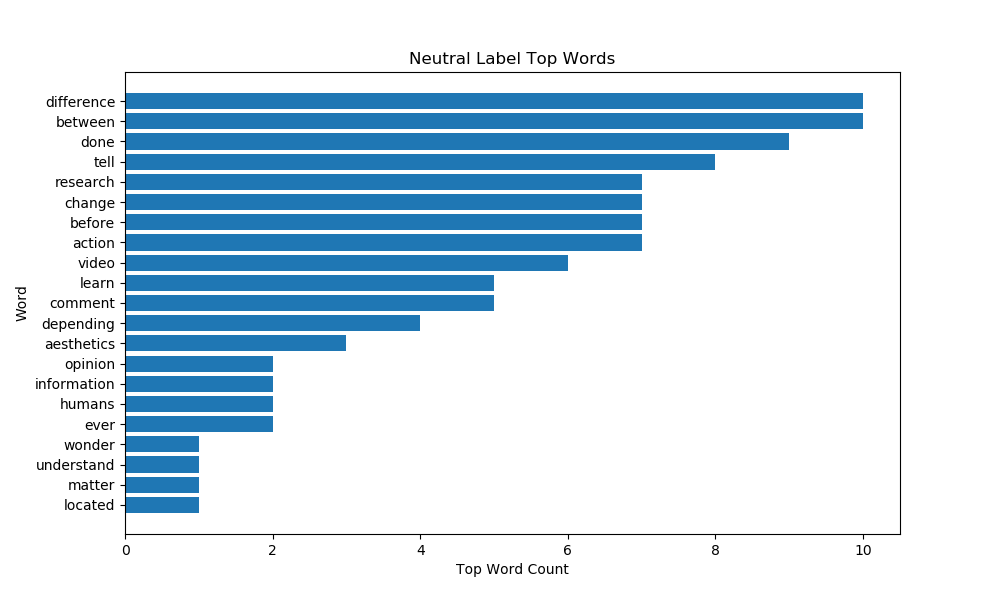 Neutral Label Top Words
difference
between
done
tell
research
change
before
action
video
learn
comment
depending
aesthetics
opinion
information
humans
ever
wonder
understand
matter
located
Word
0 2 4 6 8 10
Top Word Count